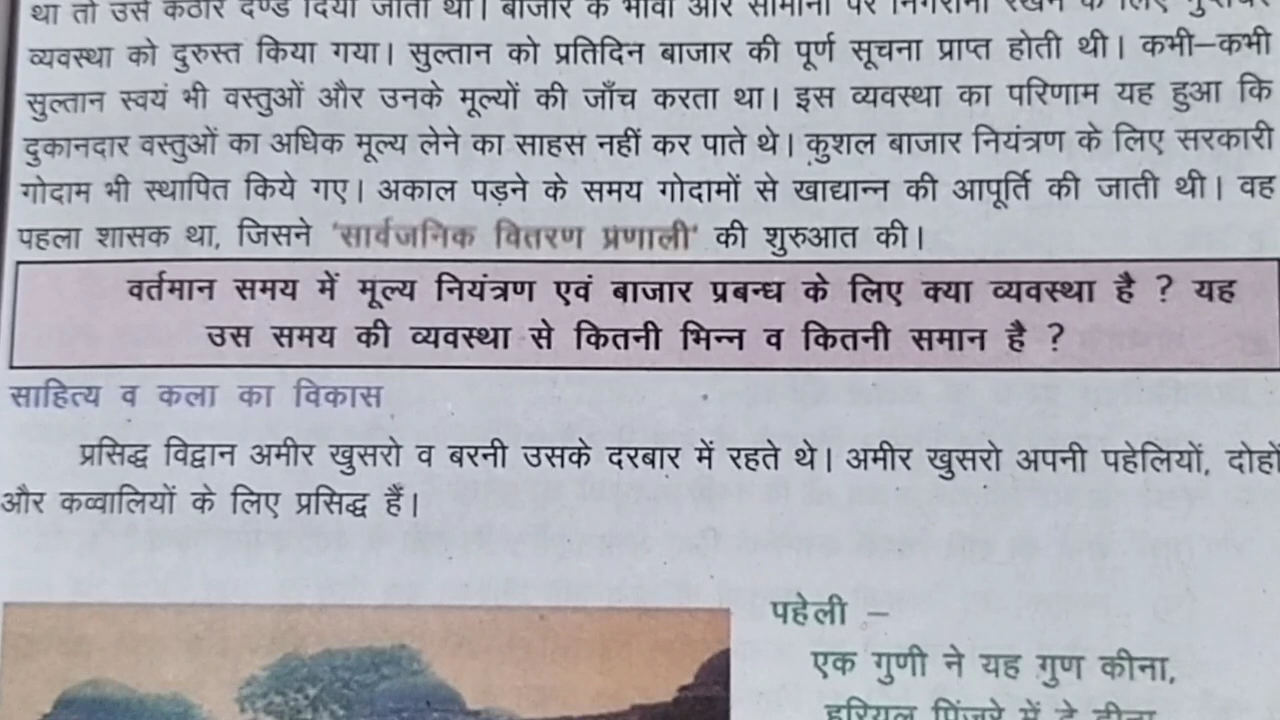 था तो उसे कठोर दण्ड दिया जाता था। बाजार के भावों और सामानों पर निगरानी रखने के लिए गुप्तचर
व्यवस्था को दुरुस्त किया गया। सुल्तान को प्रतिदिन बाजार की पूर्ण सूचना प्राप्त होती थी। कभी–कभी
सुल्तान स्वयं भी वस्तुओं और उनके मूल्यों की जाँच करता था। इस व्यवस्था का परिणाम यह हुआ कि
दुकानदार वस्तुओं का अधिक मूल्य लेने का साहस नहीं कर पाते थे। कुशल बाजार नियंत्रण के लिए सरकारी
गोदाम भी स्थापित किये गए। अकाल पड़ने के समय गोदामों से खाद्यान्न की आपूर्ति की जाती थी। वह
पहला शासक था, जिसने 'सार्वजनिक वितरण प्रणाली' की शुरुआत की।
वर्तमान समय में मूल्य नियंत्रण एवं बाजार प्रबन्ध के लिए क्या व्यवस्था है ? यह
उस समय की व्यवस्था से कितनी भिन्न व कितनी समान है ?
साहित्य व कला का विकास
प्रसिद्ध विद्वान अमीर खुसरो व बरनी उसके दरबार में रहते थे। अमीर खुसरो अपनी पहेलियों, दोहों
और कव्वालियों के लिए प्रसिद्ध हैं।
पहेली –
एक गुणी ने यह गुण कीना,
हरियल पिंजरे में दे दीना